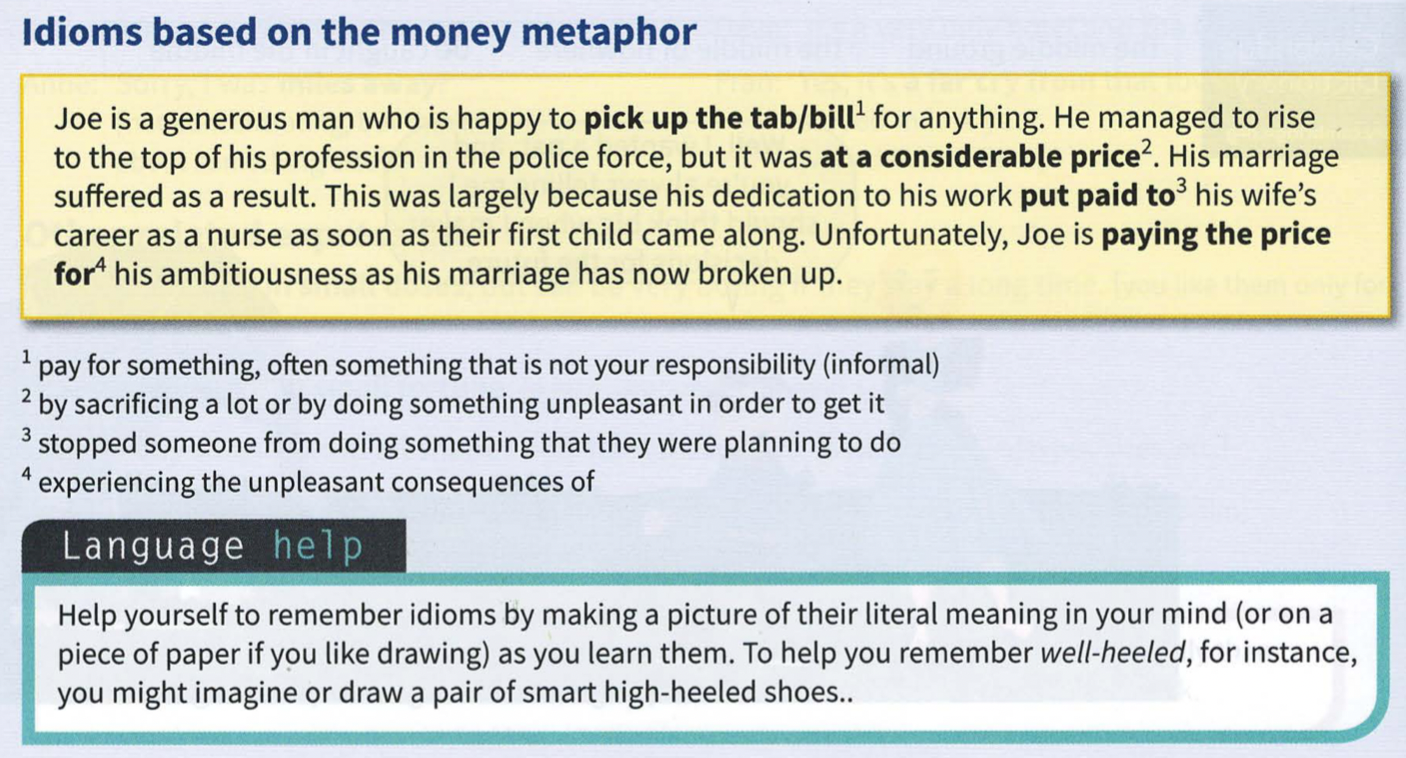 Idioms based on the money metaphor
Joe is a generous man who is happy to pick up the tab/bill¹ for anything. He managed to rise
to the top of his profession in the police force, but it was at a considerable price². His marriage
suffered as a result. This was largely because his dedication to his work put paid to³ his wife's
career as a nurse as soon as their first child came along. Unfortunately, Joe is paying the price
for⁴ his ambitiousness as his marriage has now broken up.
¹ pay for something, often something that is not your responsibility (informal)
² by sacrificing a lot or by doing something unpleasant in order to get it
³ stopped someone from doing something that they were planning to do
⁴ experiencing the unpleasant consequences of
Language help
Help yourself to remember idioms by making a picture of their literal meaning in your mind (or on a
piece of paper if you like drawing) as you learn them. To help you remember well-heeled, for instance,
you might imagine or draw a pair of smart high-heeled shoes..